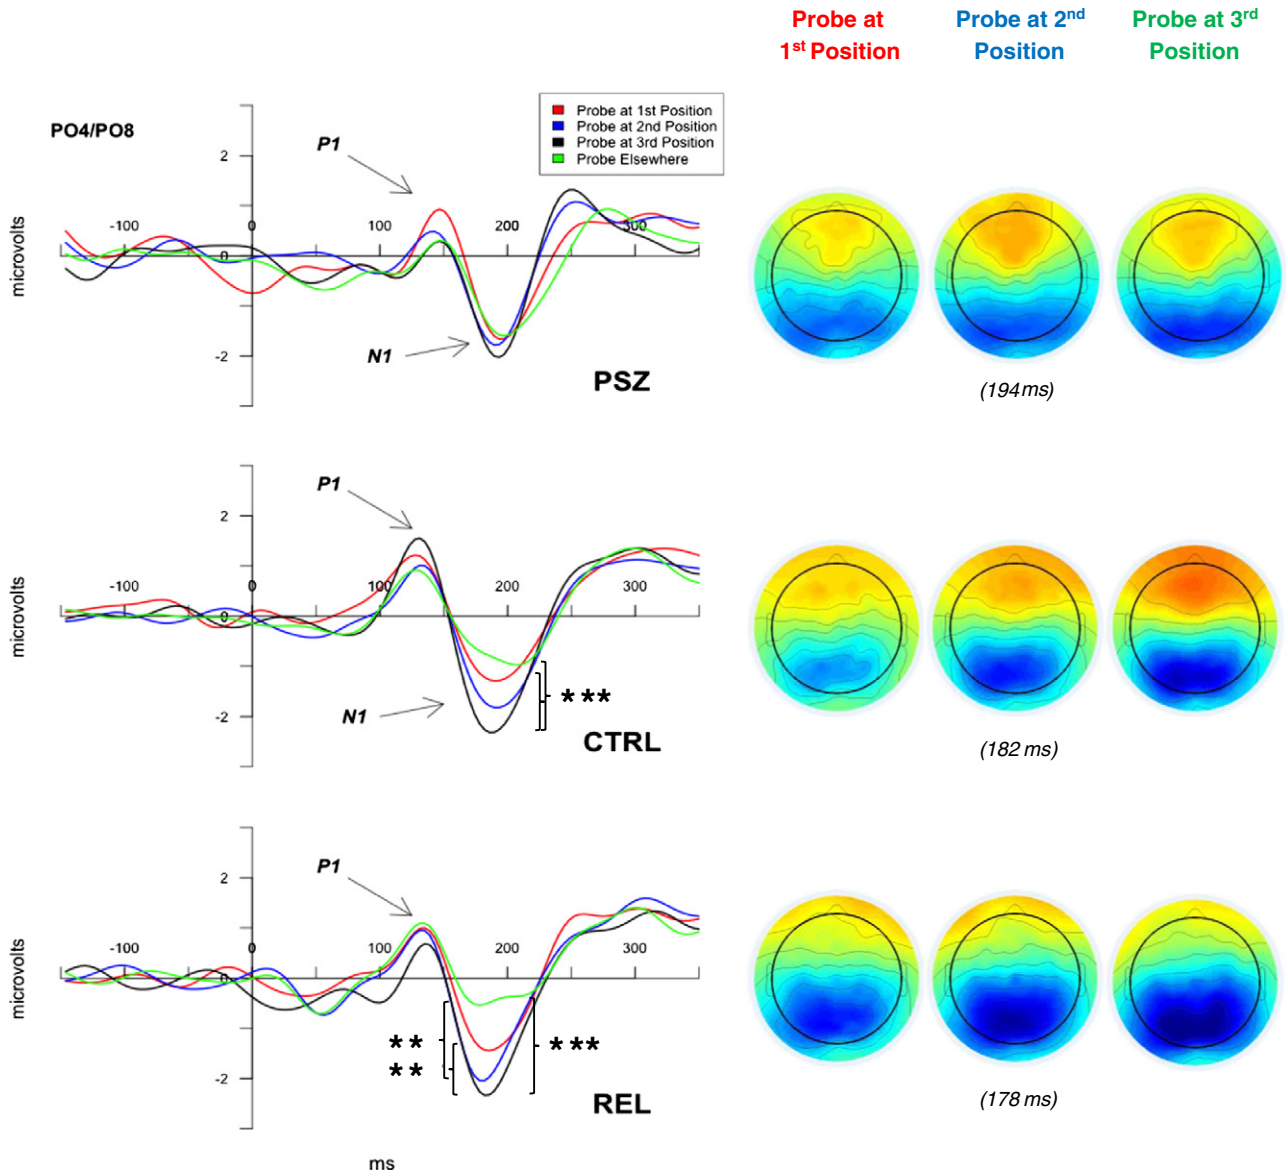 Probe at
1st Position
Probe at 2nd
Position
Probe at 3rd
Position
PO4/PO8
Probe at 1st Position
Probe at 2nd Position
Probe at 3rd Position
Probe Elsewhere
P1
2
microvolts
-100
0
100
200
300
0
N1
-2
PSZ
(194 ms)
P1
2
microvolts
-100
0
100
200
300
0
***
N1
-2
CTRL
(182 ms)
P1
2
microvolts
-100
0
100
200
300
0
**
**
***
-2
REL
(178 ms)
ms